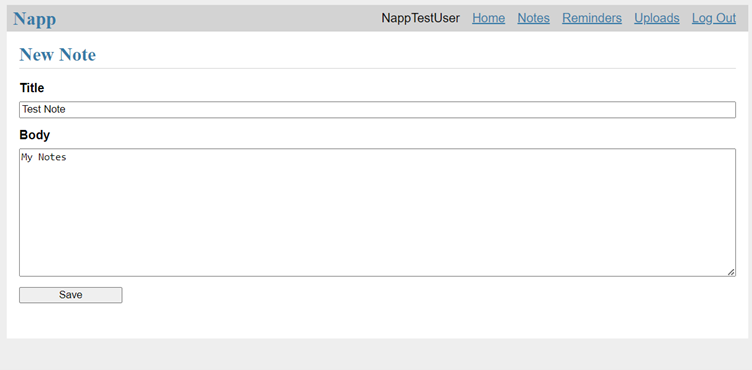 Napp NappTestUser Home Notes Reminders Uploads Log Out
New Note
Title
Test Note
Body
My Notes
Save